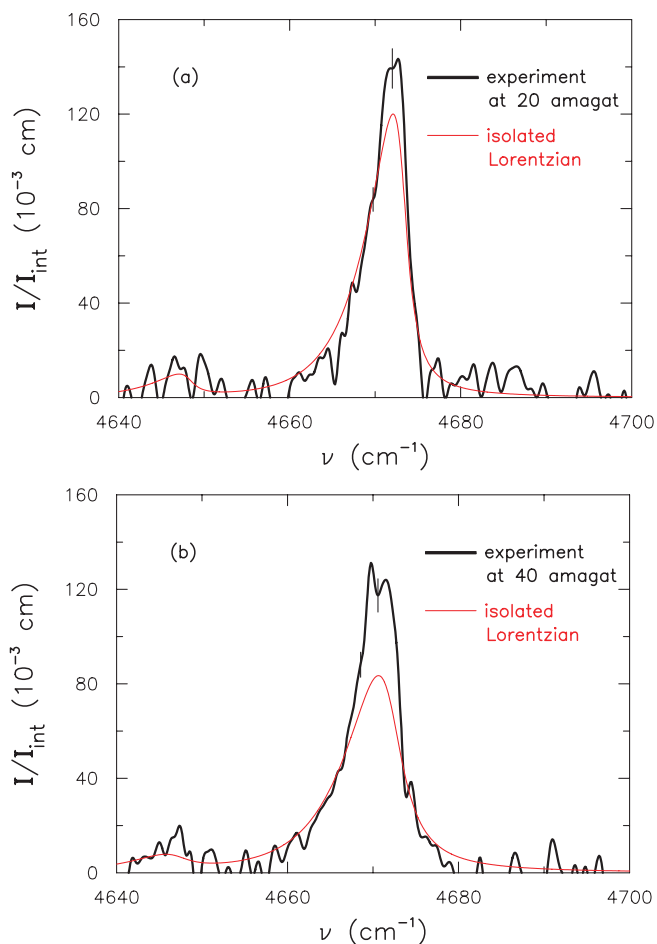 160
(a)
experiment
at 20 amagat
120
isolated
Lorentzian
80
I/I_int (10⁻³ cm)
40
0
4640 4660 4680 4700
ν (cm⁻¹)
160
(b)
experiment
at 40 amagat
120
isolated
Lorentzian
80
I/I_int (10⁻³ cm)
40
0
4640 4660 4680 4700
ν (cm⁻¹)